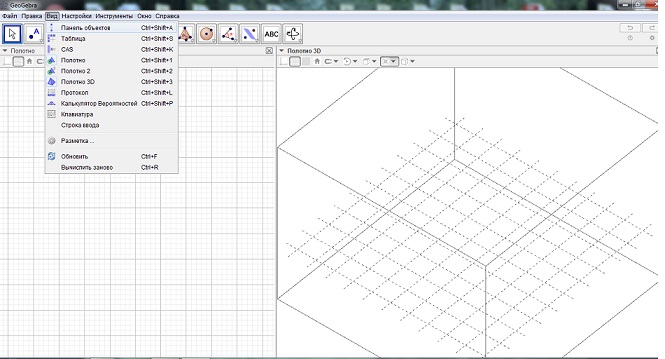 GeoGebra
Файл Правка Вид Настройки Инструменты Окно Справка
A ABC
Полотно
Полотно 3D
Панель объектов Ctrl+Shift+A
Таблица Ctrl+Shift+S
CAS Ctrl+Shift+K
Полотно Ctrl+Shift+1
Полотно 2 Ctrl+Shift+2
Полотно 3D Ctrl+Shift+3
Протокол Ctrl+Shift+L
Калькулятор Вероятностей Ctrl+Shift+P
Клавиатура
Строка ввода
Разметка ...
Обновить Ctrl+F
Вычислить заново Ctrl+R